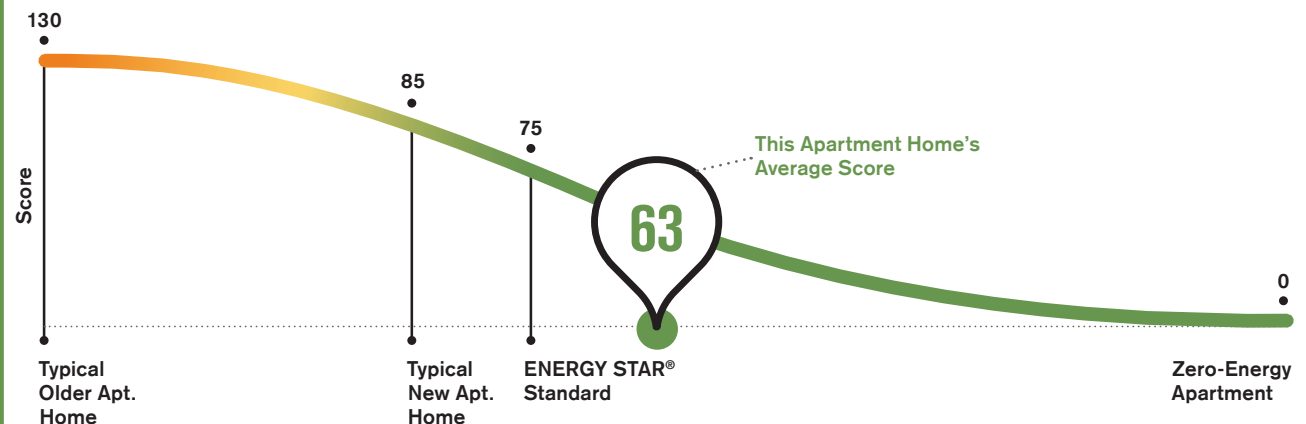 130
85
75
This Apartment Home's
Average Score
63
Score
0
Typical
Older Apt.
Home
Typical
New Apt.
Home
ENERGY STAR®
Standard
Zero-Energy
Apartment